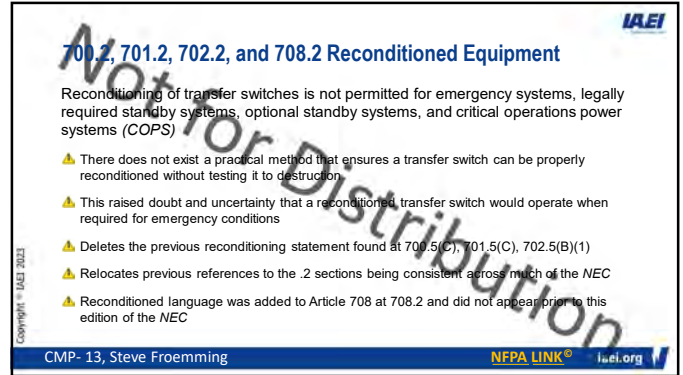 IAEI
700.2, 701.2, 702.2, and 708.2 Reconditioned Equipment
Reconditioning of transfer switches is not permitted for emergency systems, legally
required standby systems, optional standby systems, and critical operations power
systems (COPS)
There does not exist a practical method that ensures a transfer switch can be properly
reconditioned without testing it to destruction
This raised doubt and uncertainty that a reconditioned transfer switch would operate when
required for emergency conditions
Deletes the previous reconditioning statement found at 700.5(C), 701.5(C), 702.5(B)(1)
Relocates previous references to the .2 sections being consistent across much of the NEC
Reconditioned language was added to Article 708 at 708.2 and did not appear prior to this
edition of the NEC
Not for Distribution
Copyright © IAEI 2023
CMP- 13, Steve Froemming
NFPA LINK©
iaei.org